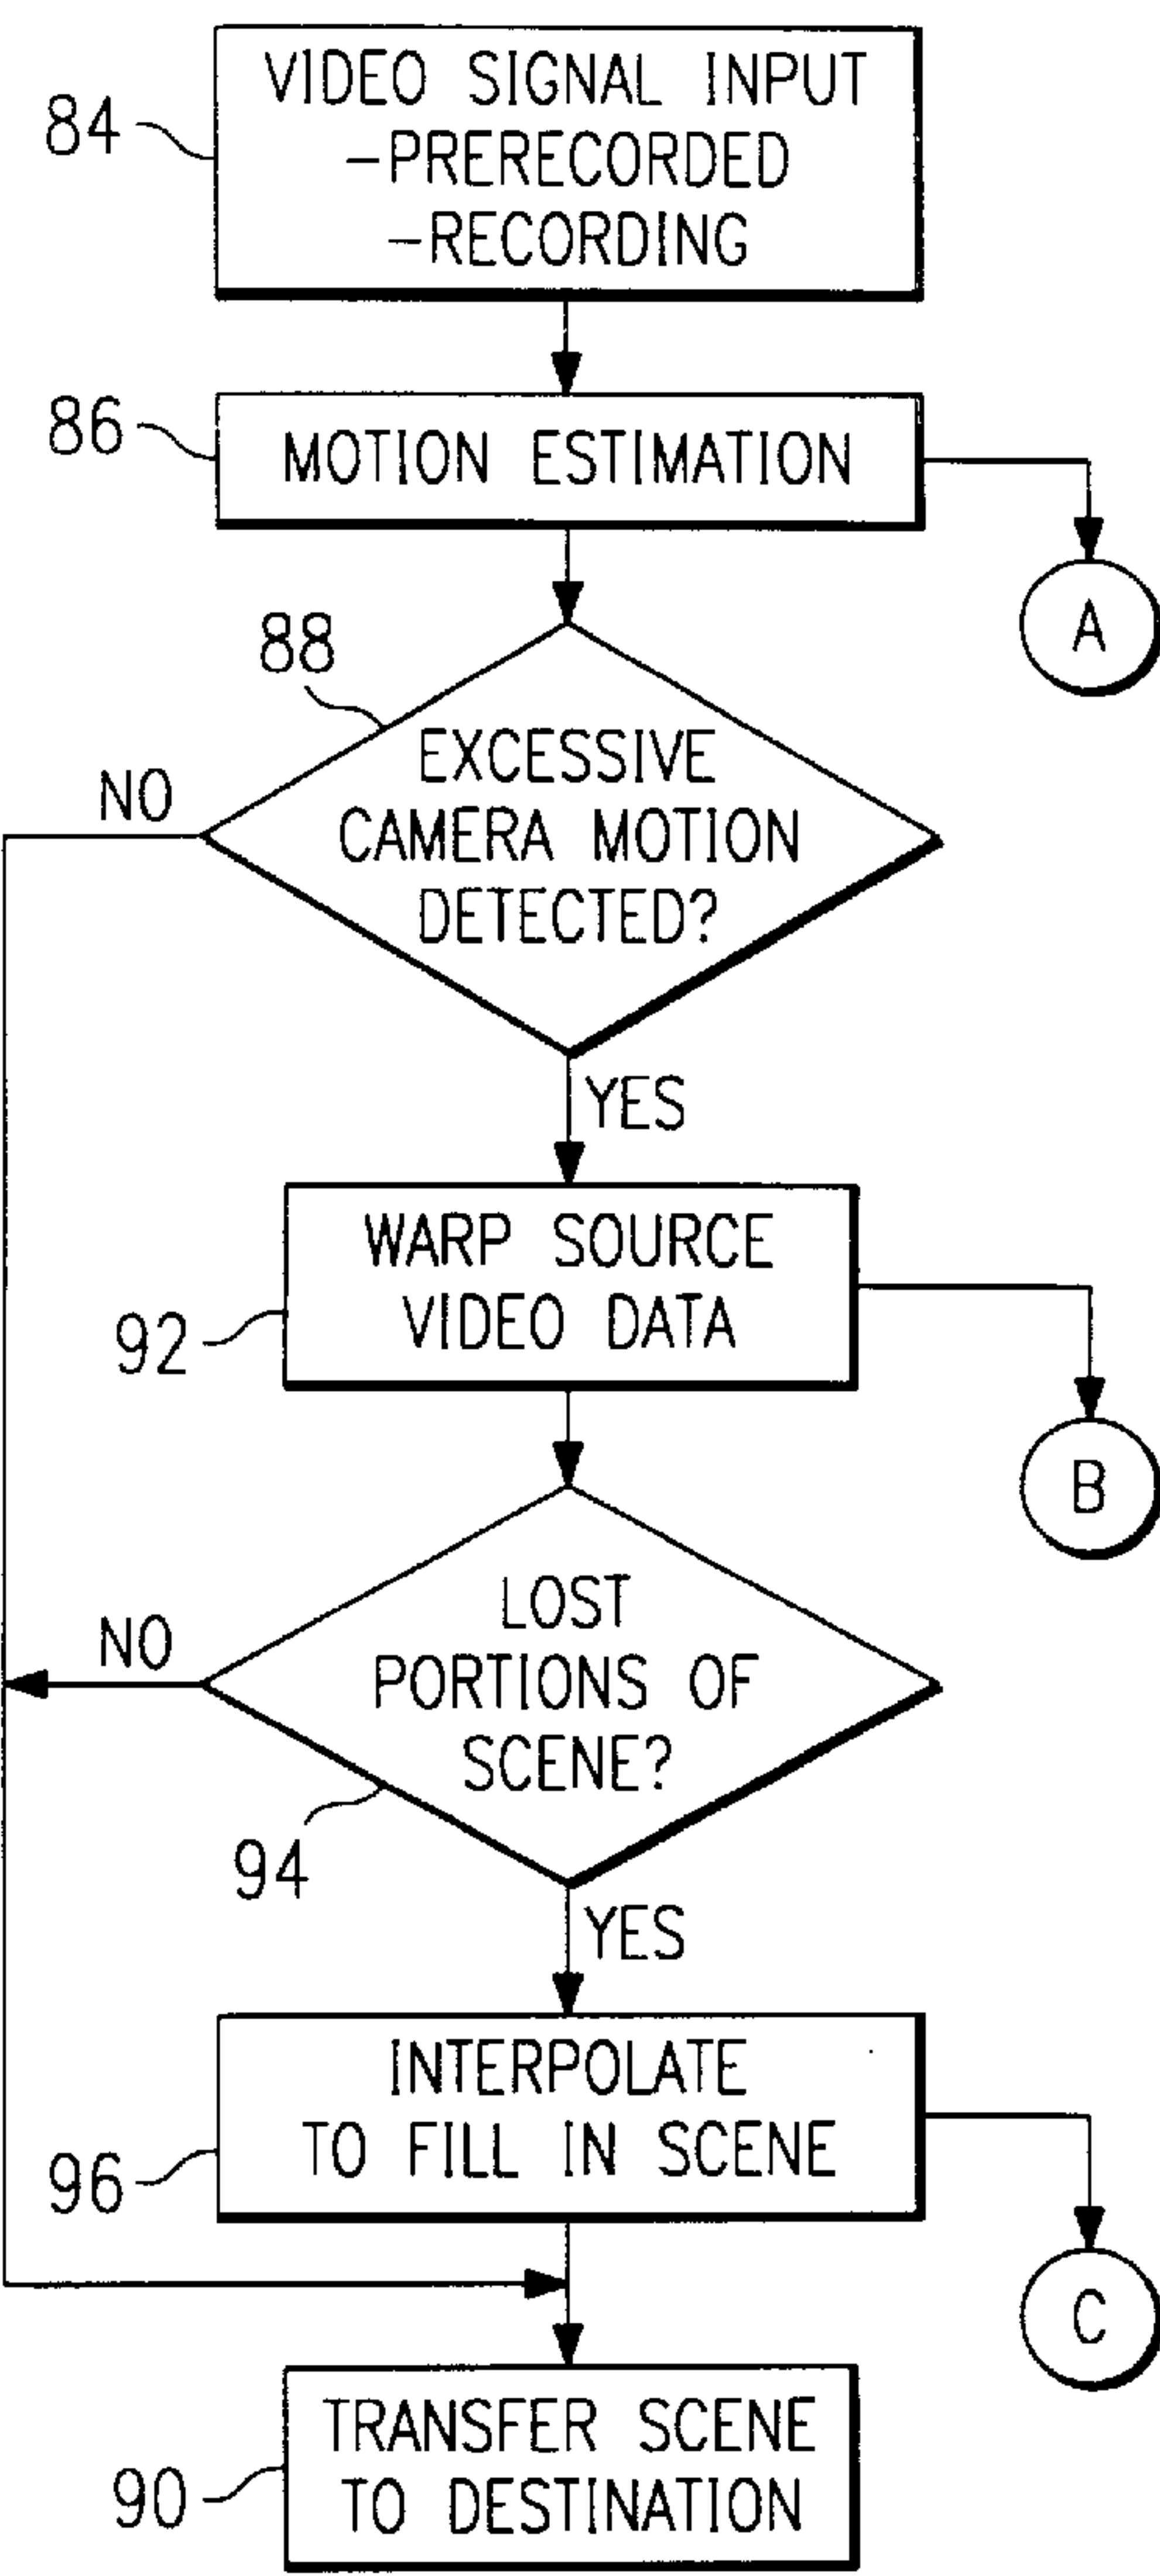 84
VIDEO SIGNAL INPUT
-PRERECORDED
-RECORDING
86
MOTION ESTIMATION
A
88
EXCESSIVE
CAMERA MOTION
DETECTED?
NO
YES
92
WARP SOURCE
VIDEO DATA
B
LOST
PORTIONS OF
SCENE?
NO
94
YES
96
INTERPOLATE
TO FILL IN SCENE
C
90
TRANSFER SCENE
TO DESTINATION